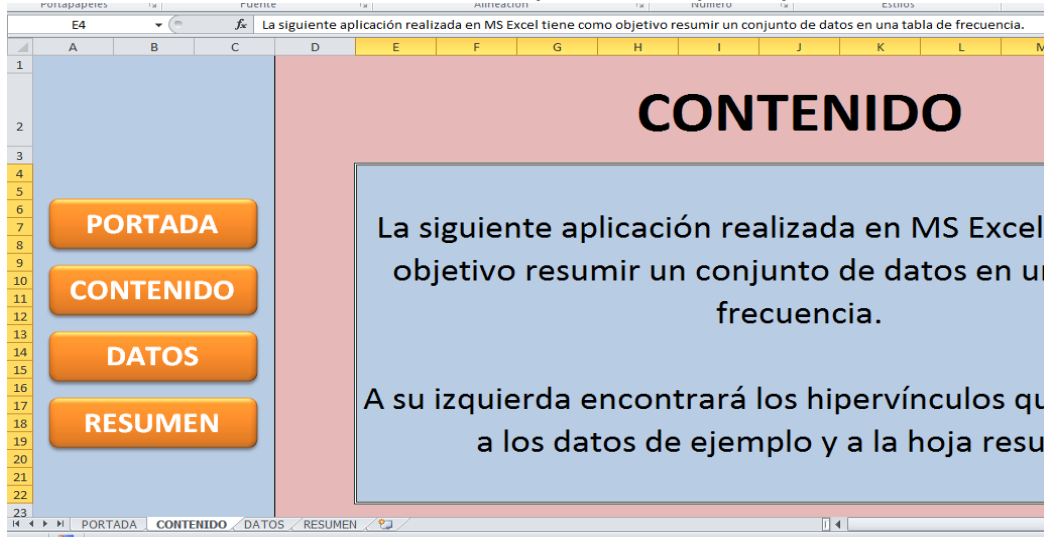 Portapapeles Fuente Alineación Número Estilos
E4 fx La siguiente aplicación realizada en MS Excel tiene como objetivo resumir un conjunto de datos en una tabla de frecuencia.
A B C D E F G H I J K L M
1
2
3
4
5
6
7
8
9
10
11
12
13
14
15
16
17
18
19
20
21
22
23
PORTADA
CONTENIDO
DATOS
RESUMEN
CONTENIDO
La siguiente aplicación realizada en MS Excel
objetivo resumir un conjunto de datos en
frecuencia.
A su izquierda encontrará los hipervínculos
a los datos de ejemplo y a la hoja
PORTADA CONTENIDO DATOS RESUMEN